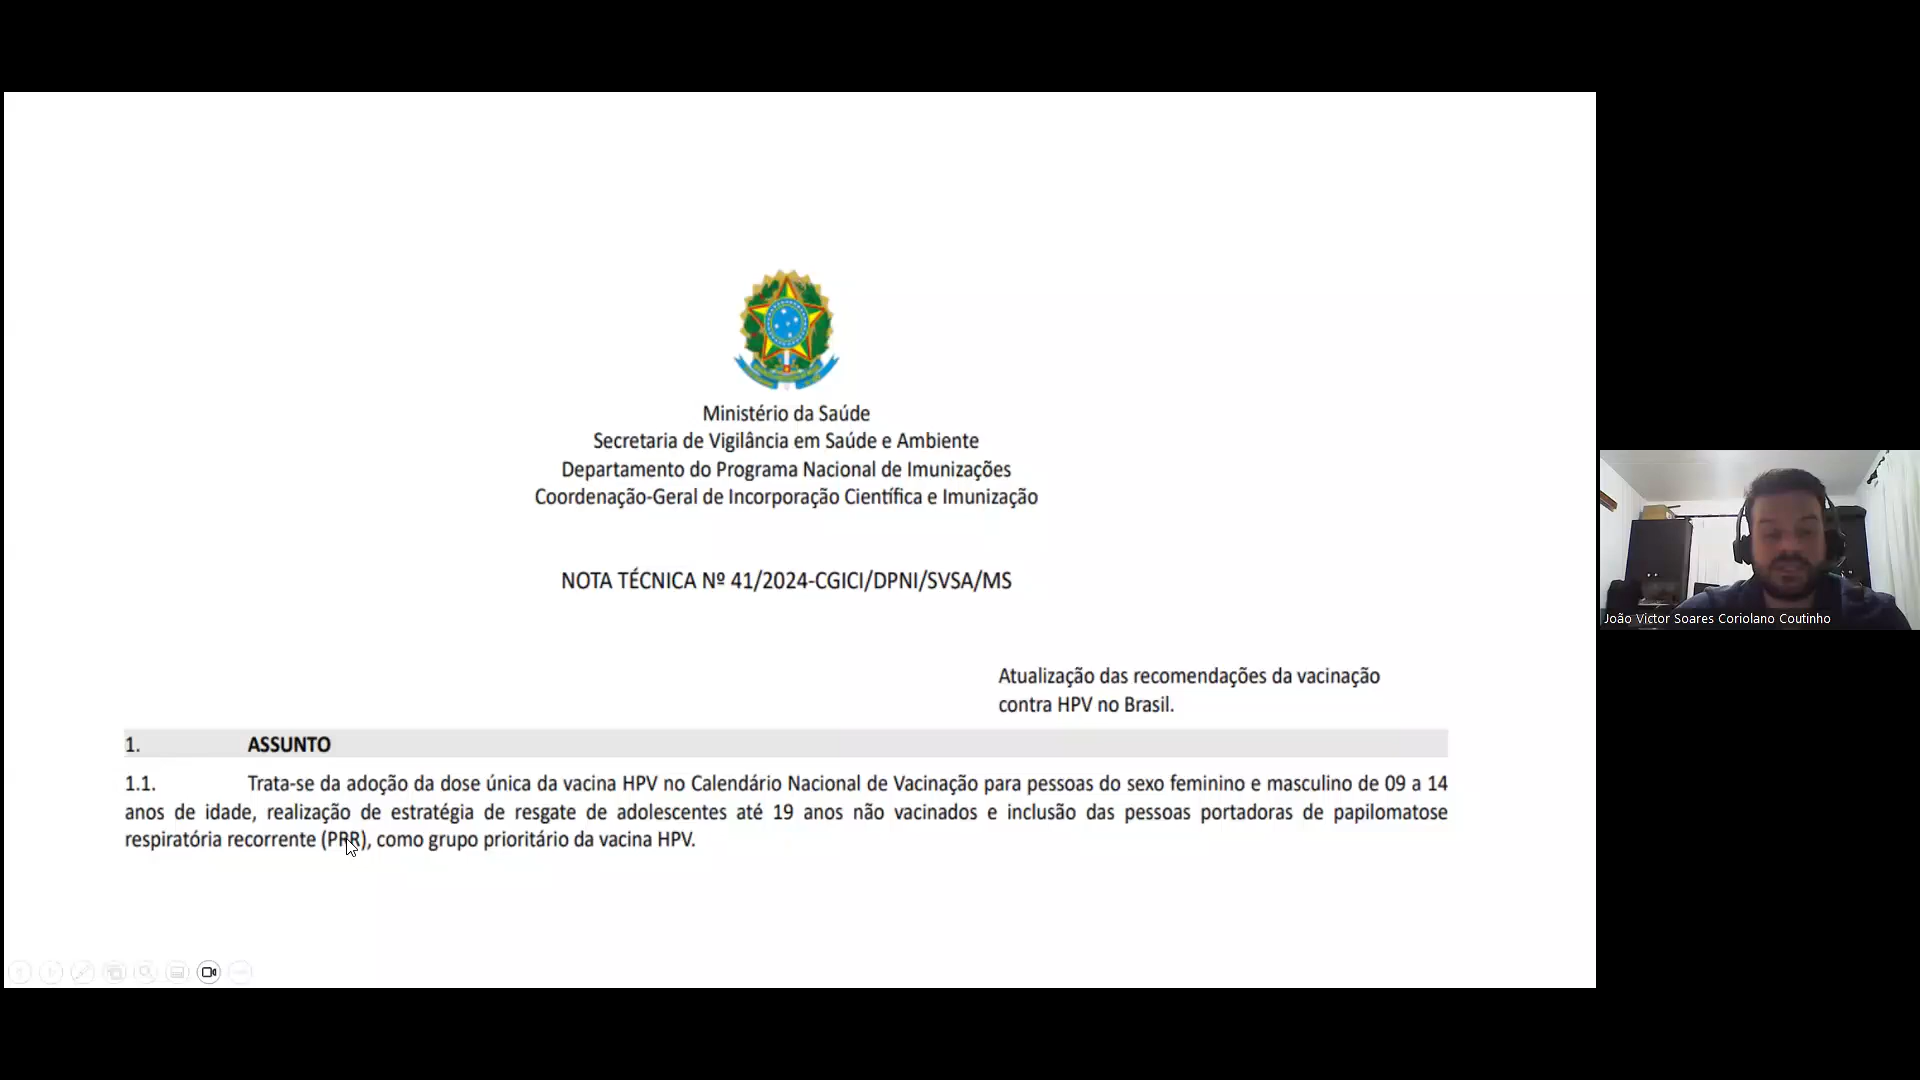 Ministério da Saúde
Secretaria de Vigilância em Saúde e Ambiente
Departamento do Programa Nacional de Imunizações
Coordenação-Geral de Incorporação Científica e Imunização
NOTA TÉCNICA Nº 41/2024-CGICI/DPNI/SVSA/MS
Atualização das recomendações da vacinação
contra HPV no Brasil.
1. ASSUNTO
1.1. Trata-se da adoção da dose única da vacina HPV no Calendário Nacional de Vacinação para pessoas do sexo feminino e masculino de 09 a 14
anos de idade, realização de estratégia de resgate de adolescentes até 19 anos não vacinados e inclusão das pessoas portadoras de papilomatose
respiratória recorrente (PRR), como grupo prioritário da vacina HPV.
João Victor Soares Coriolano Coutinho